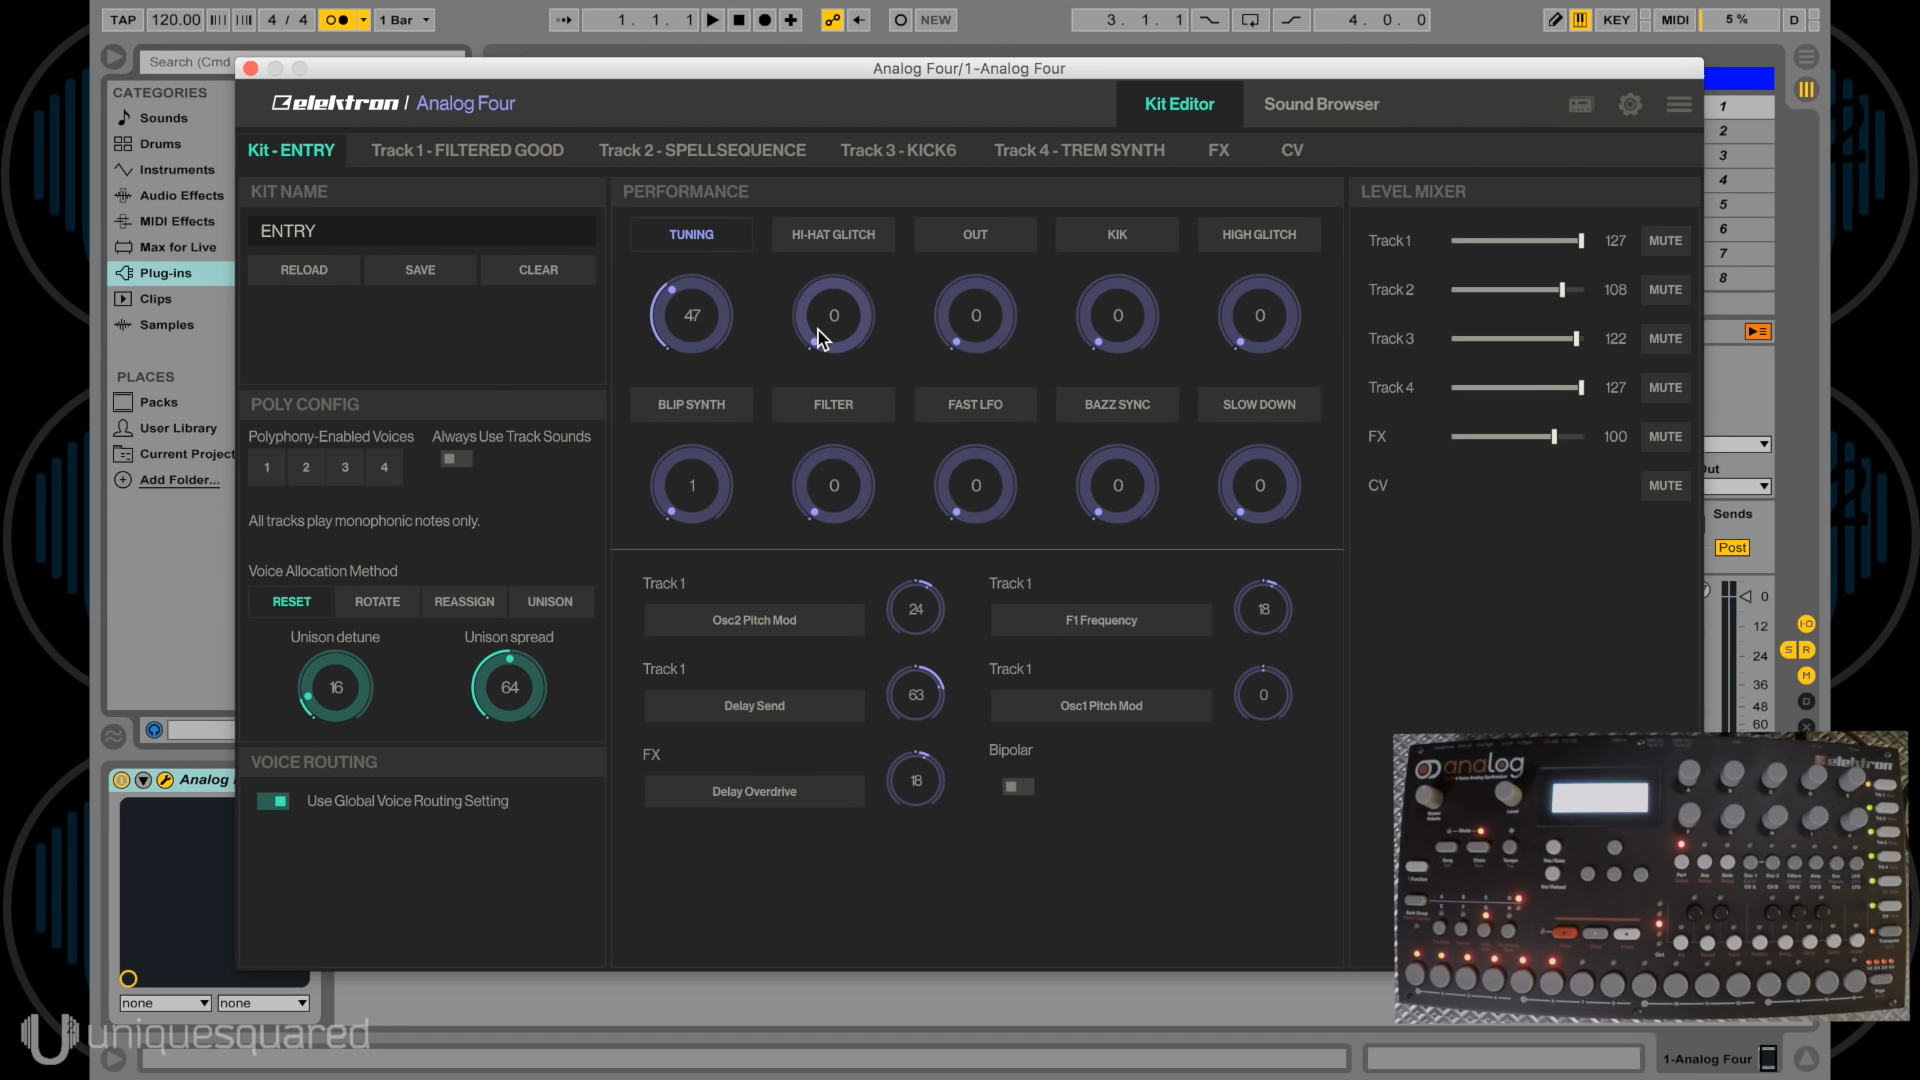 TAP 120.00 4 / 4 1 Bar 1. 1. 1 NEW 3. 1. 1 4. 0. 0 KEY MIDI 5 % D
Search (Cmd
Analog Four/1-Analog Four
elektron / Analog Four
Kit Editor
Sound Browser
Kit - ENTRY
Track 1 - FILTERED GOOD
Track 2 - SPELLSEQUENCE
Track 3 - KICK6
Track 4 - TREM SYNTH
FX
CV
CATEGORIES
Sounds
Drums
Instruments
Audio Effects
MIDI Effects
Max for Live
Plug-ins
Clips
Samples
PLACES
Packs
User Library
Current Project
Add Folder...
KIT NAME
ENTRY
RELOAD SAVE CLEAR
POLY CONFIG
Polyphony-Enabled Voices
Always Use Track Sounds
1 2 3 4
All tracks play monophonic notes only.
Voice Allocation Method
RESET ROTATE REASSIGN UNISON
Unison detune Unison spread
16 64
VOICE ROUTING
Use Global Voice Routing Setting
PERFORMANCE
TUNING HI-HAT GLITCH OUT KIK HIGH GLITCH
47 0 0 0 0
BLIP SYNTH FILTER FAST LFO BAZZ SYNC SLOW DOWN
1 0 0 0 0
Track 1
Osc2 Pitch Mod
24
Track 1
F1 Frequency
18
Track 1
Delay Send
63
Track 1
Osc1 Pitch Mod
0
FX
Delay Overdrive
18
Bipolar
LEVEL MIXER
Track 1 127 MUTE
Track 2 108 MUTE
Track 3 122 MUTE
Track 4 127 MUTE
FX 100 MUTE
CV MUTE
1
2
3
4
5
6
7
8
Out
Sends
Post
0
12
24
36
48
60
I·O
S R
M
D
X
Analog
none none
uniquesquared
analog
elektron
1-Analog Four